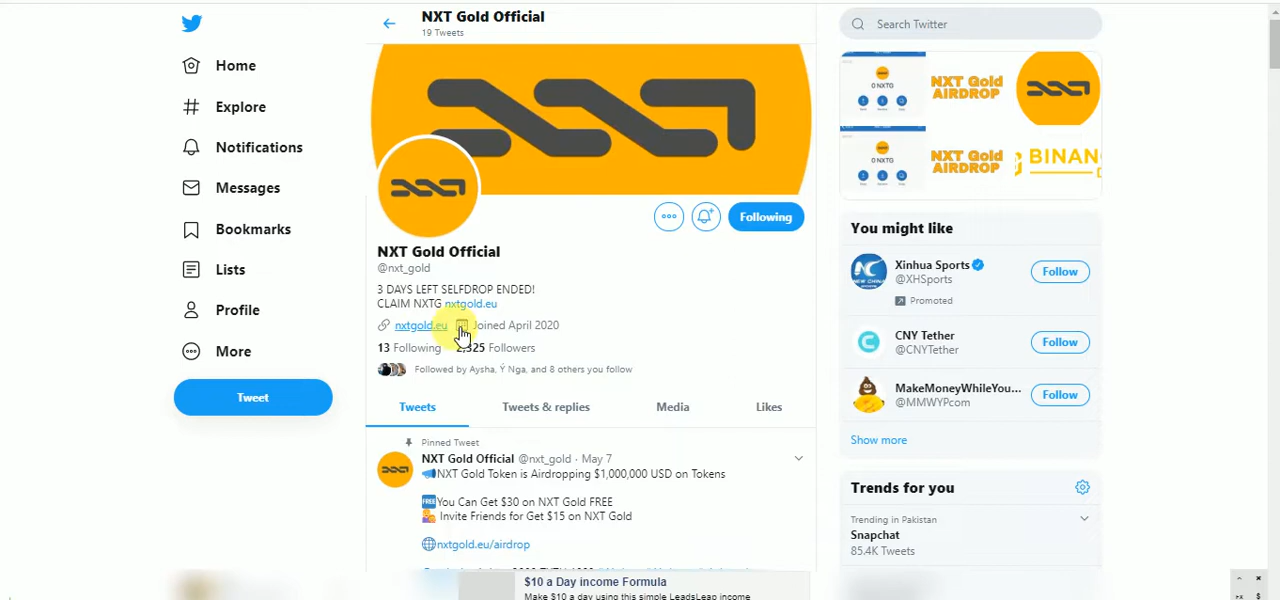 NXT Gold Official
19 Tweets
Search Twitter
Home
Explore
Notifications
Messages
Bookmarks
Lists
Profile
More
Tweet
0 NXTG
NXT Gold
AIRDROP
0 NXTG
NXT Gold
AIRDROP
BINAN
Following
NXT Gold Official
@nxt_gold
3 DAYS LEFT SELFDROP ENDED!
CLAIM NXTG nxtgold.eu
nxtgold.eu Joined April 2020
13 Following 2,325 Followers
Followed by Aysha, Ý Nga, and 8 others you follow
Tweets Tweets & replies Media Likes
Pinned Tweet
NXT Gold Official @nxt_gold · May 7
NXT Gold Token is Airdropping $1,000,000 USD on Tokens
FREE You Can Get $30 on NXT Gold FREE
Invite Friends for Get $15 on NXT Gold
nxtgold.eu/airdrop
You might like
Xinhua Sports
@XHSports
Promoted
Follow
CNY Tether
@CNYTether
Follow
MakeMoneyWhileYou...
@MMWYPcom
Follow
Show more
Trends for you
Trending in Pakistan
Snapchat
85.4K Tweets
$10 a Day income Formula
Make $10 a day using this simple LeadsLeap income